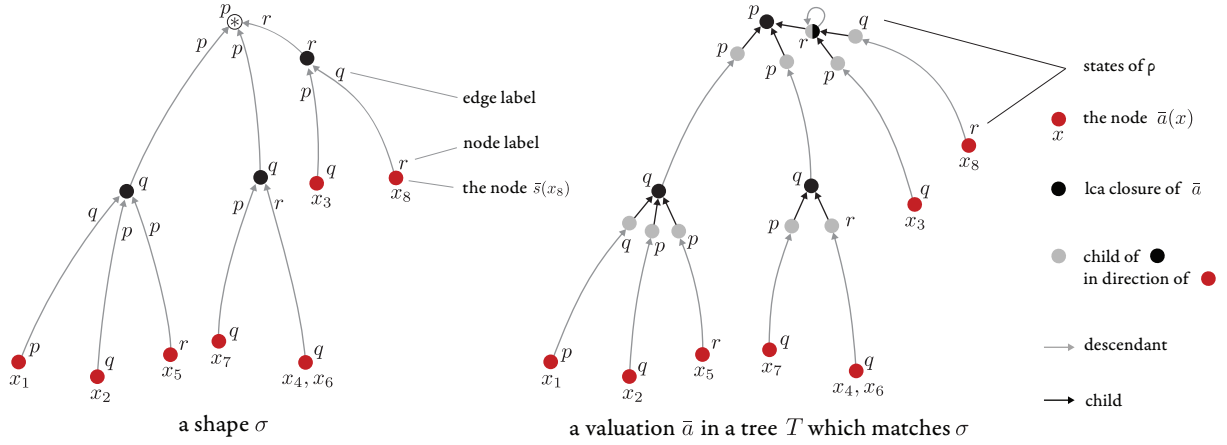 p
r
p
p
r
q
p
edge label
node label
the node s̄(x₈)
q
x₃
r
x₈
q
q
p
r
q
p
p
p
x₁
q
x₂
r
x₅
q
x₇
q
x₄, x₆
a shape σ
p
r
q
p
p
p
states of ρ
the node ā(x)
x
r
x₈
lca closure of ā
q
x₃
q
q
q
p
p
p
r
child of
in direction of
p
x₁
q
x₂
r
x₅
q
x₇
q
x₄, x₆
descendant
child
a valuation ā in a tree T which matches σ